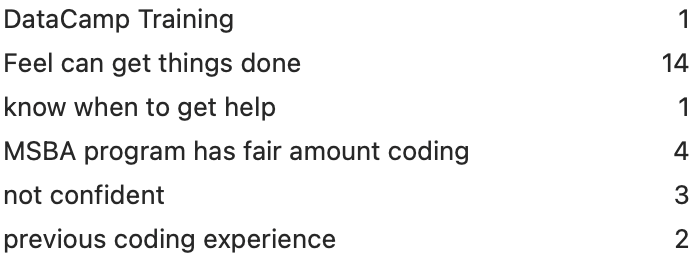 DataCamp Training 1
Feel can get things done 14
know when to get help 1
MSBA program has fair amount coding 4
not confident 3
previous coding experience 2